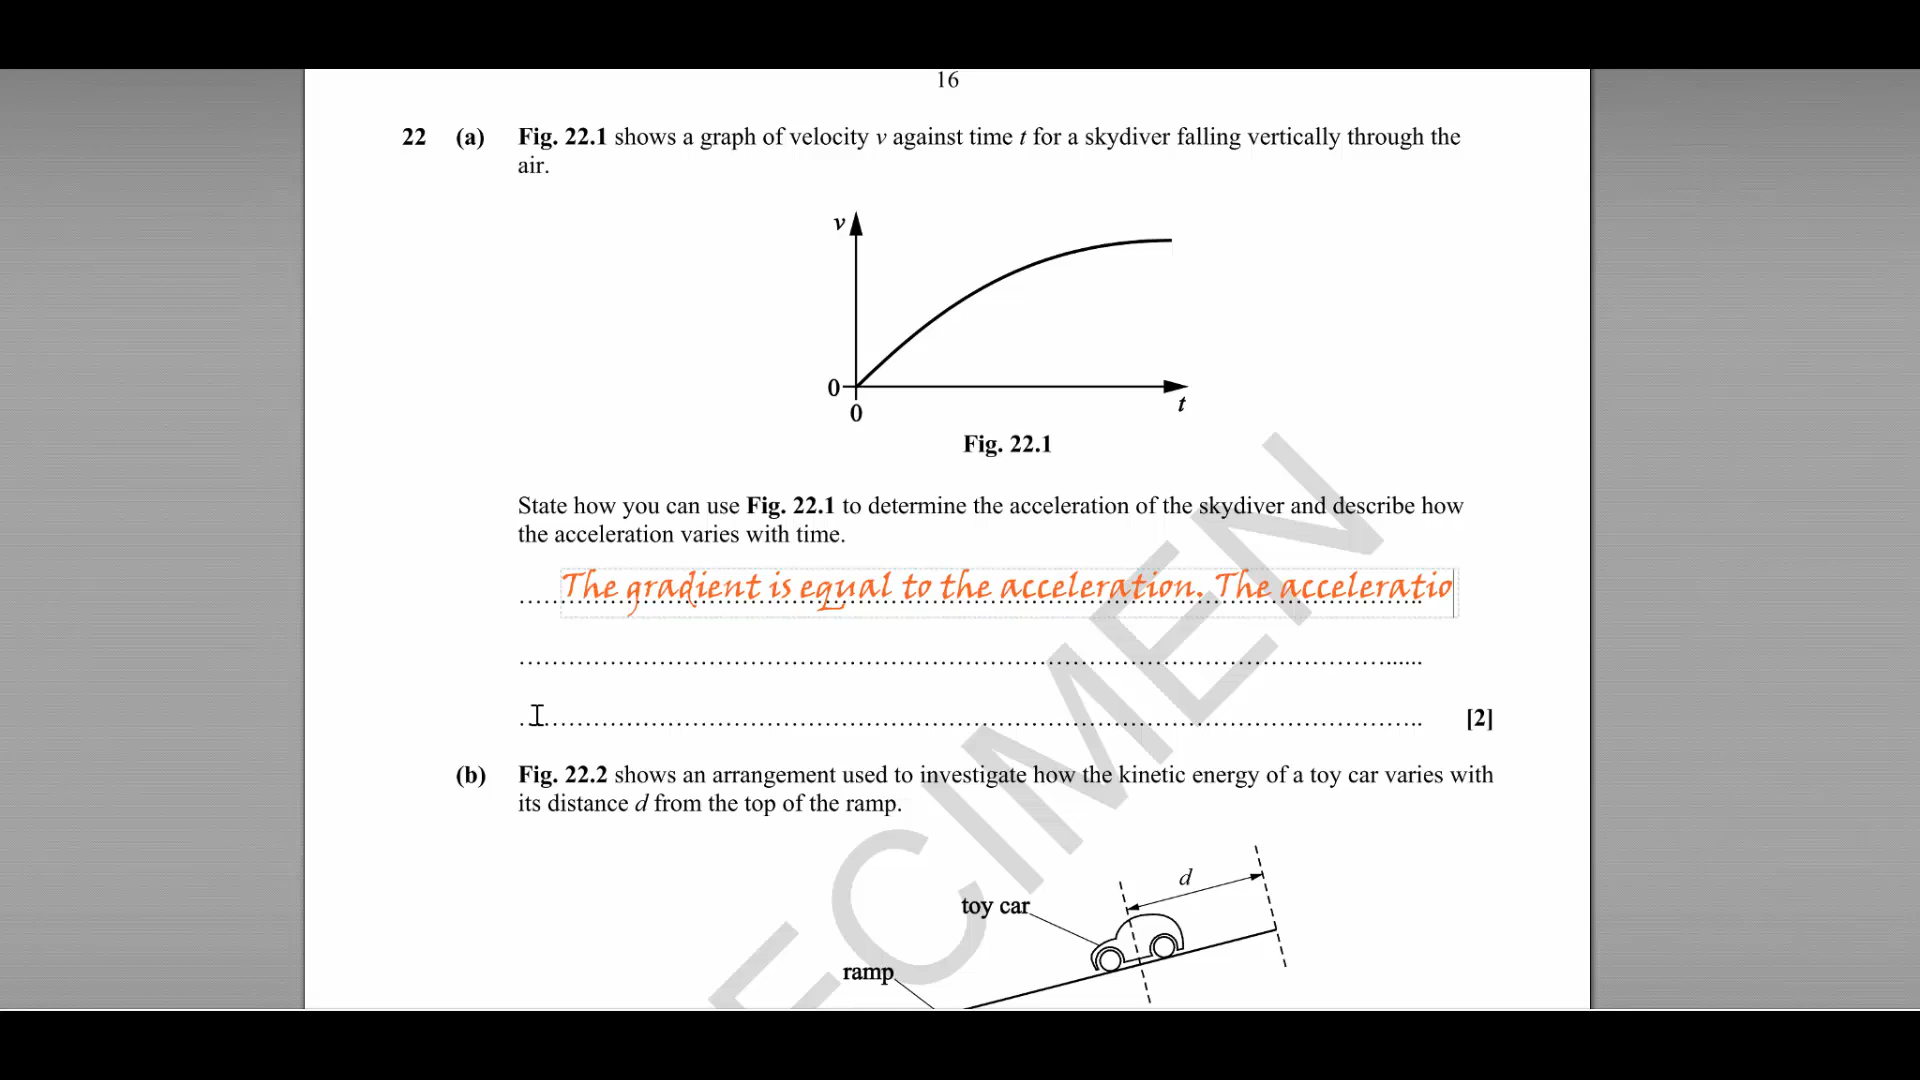 16
22 (a) Fig. 22.1 shows a graph of velocity v against time t for a skydiver falling vertically through the
air.
v
0
0
t
Fig. 22.1
State how you can use Fig. 22.1 to determine the acceleration of the skydiver and describe how
the acceleration varies with time.
The gradient is equal to the acceleration. The acceleratio
[2]
(b) Fig. 22.2 shows an arrangement used to investigate how the kinetic energy of a toy car varies with
its distance d from the top of the ramp.
d
toy car
ramp
ECIMEN